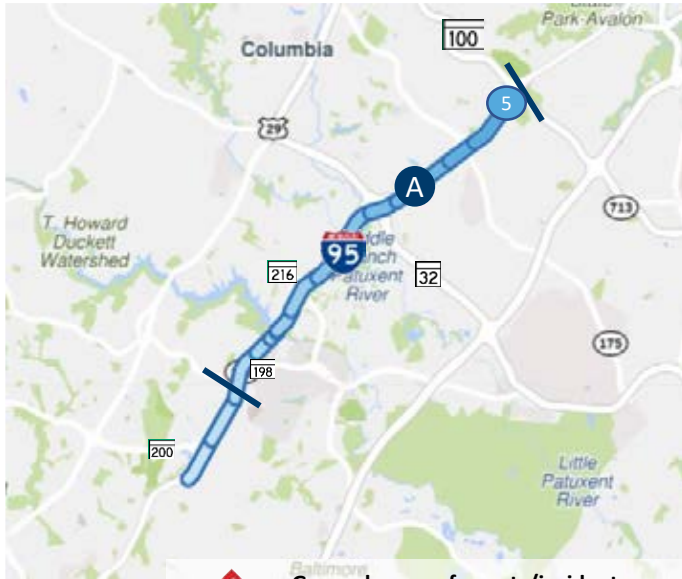 Park-Avalon
100
Columbia
5
29
A
713
T. Howard
Duckett
Watershed
95
216
River
Patuxent
32
175
198
200
Little
Patuxent
River
Baltimore